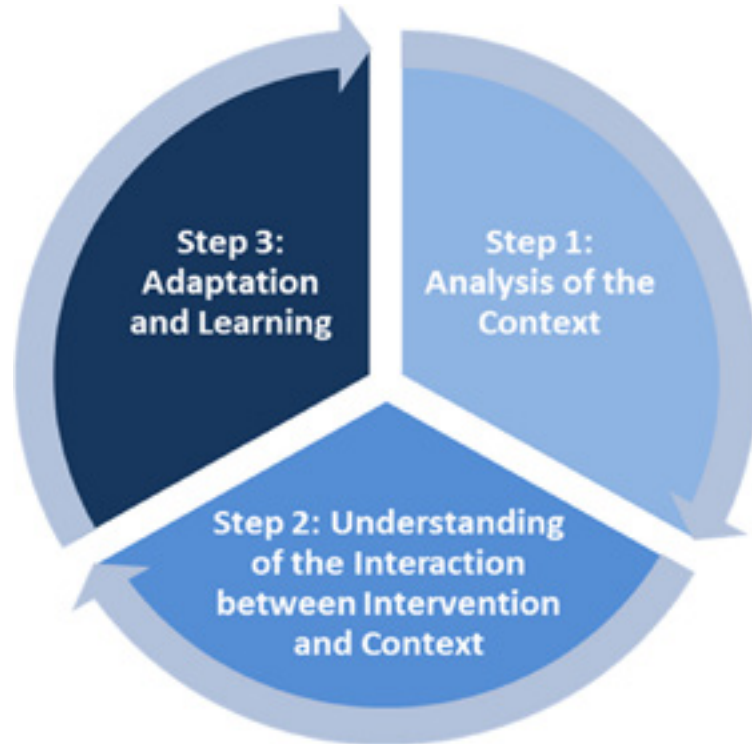 Step 1:
Analysis of the
Context
Step 2: Understanding
of the Interaction
between Intervention
and Context
Step 3:
Adaptation
and Learning